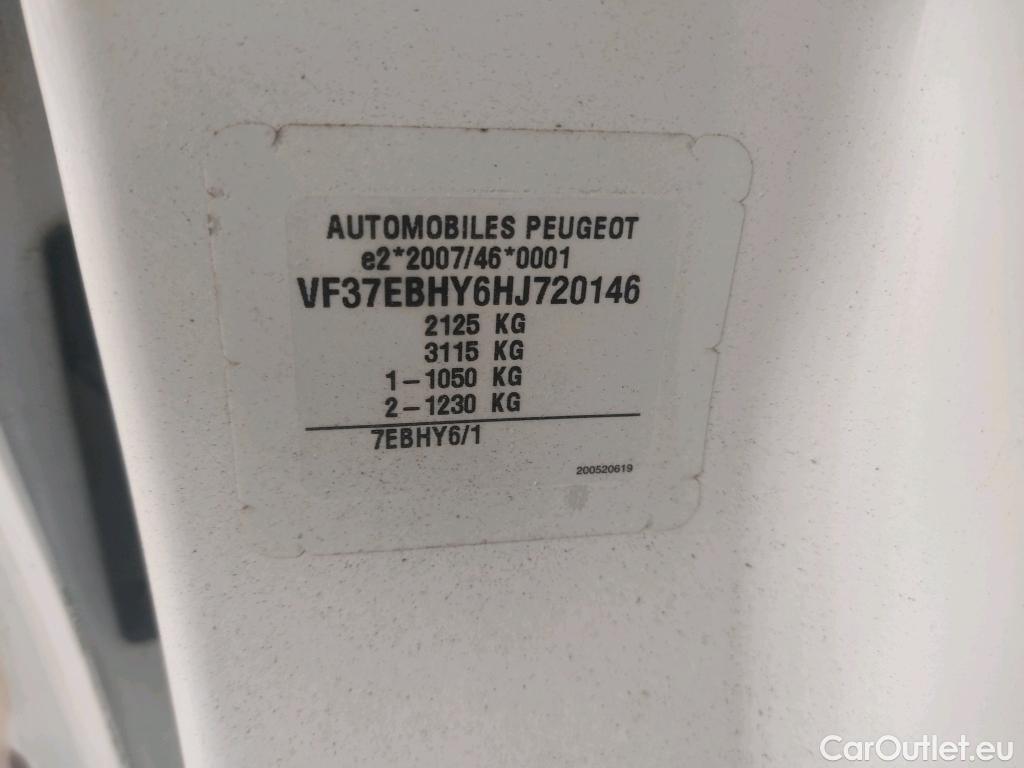 AUTOMOBILES PEUGEOT
e2*2007/46*0001
VF37EBHY6HJ720146
2125 KG
3115 KG
1-1050 KG
2-1230 KG
7EBHY6/1
200520619
CarOutlet.eu